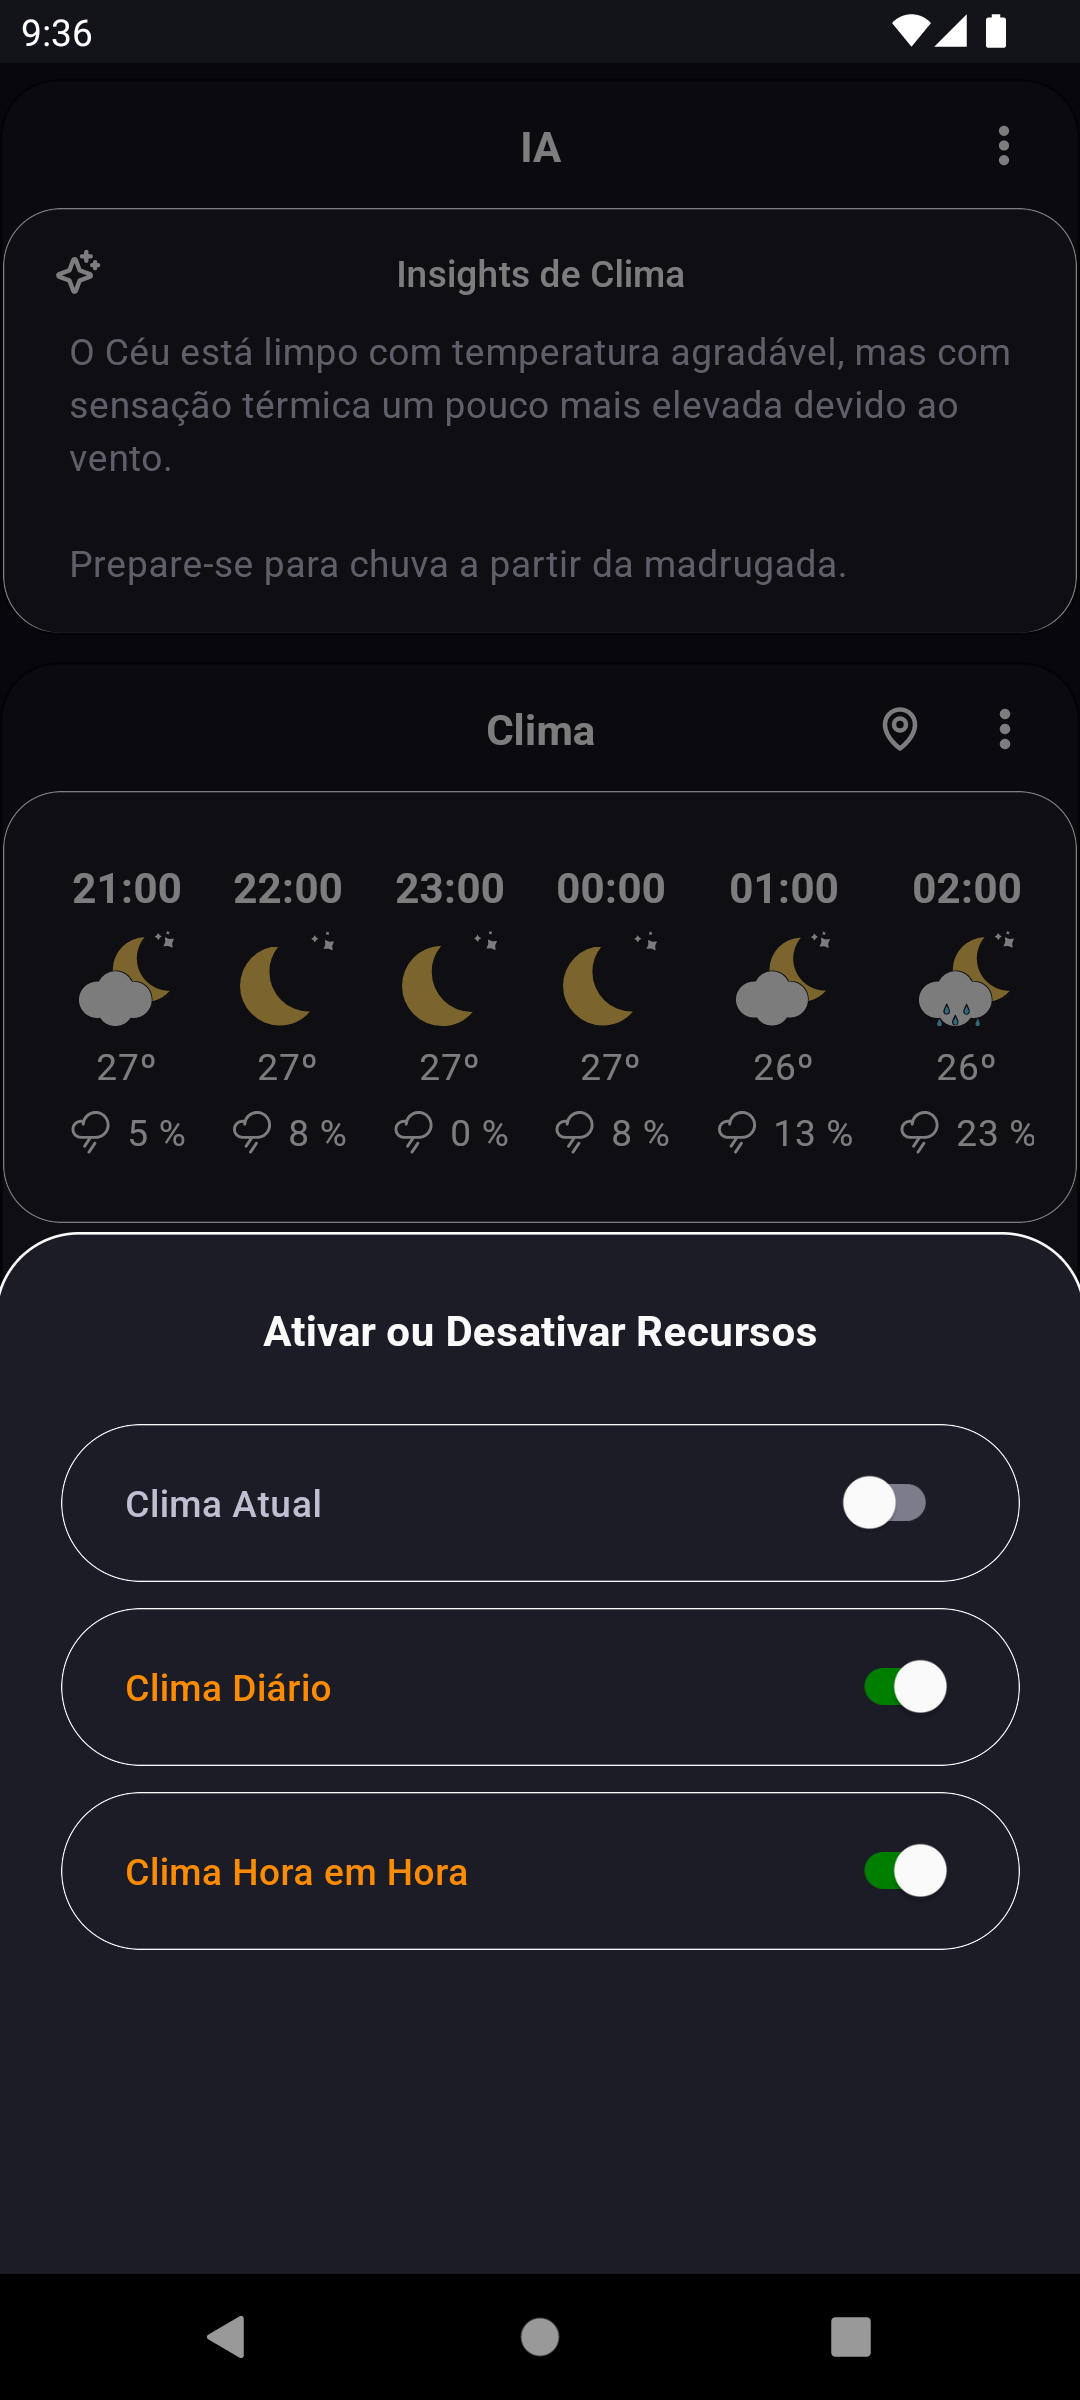 9:36
IA
Insights de Clima
O Céu está limpo com temperatura agradável, mas com
sensação térmica um pouco mais elevada devido ao
vento.
Prepare-se para chuva a partir da madrugada.
Clima
21:00 22:00 23:00 00:00 01:00 02:00
27º 27º 27º 27º 26º 26º
5 % 8 % 0 % 8 % 13 % 23 %
Ativar ou Desativar Recursos
Clima Atual
Clima Diário
Clima Hora em Hora